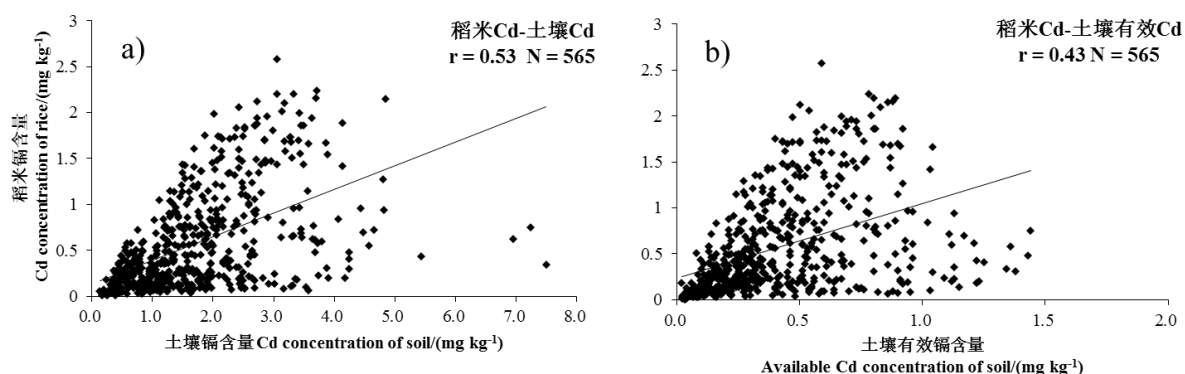 a)
稻米Cd-土壤Cd
r = 0.53 N = 565
3
2.5
2
1.5
1
0.5
0
稻米镉含量
Cd concentration of rice/(mg kg-1)
0.0 1.0 2.0 3.0 4.0 5.0 6.0 7.0 8.0
土壤镉含量Cd concentration of soil/(mg kg-1)
b)
稻米Cd-土壤有效Cd
r = 0.43 N = 565
3
2.5
2
1.5
1
0.5
0
0.0 0.5 1.0 1.5 2.0
土壤有效镉含量
Available Cd concentration of soil/(mg kg-1)